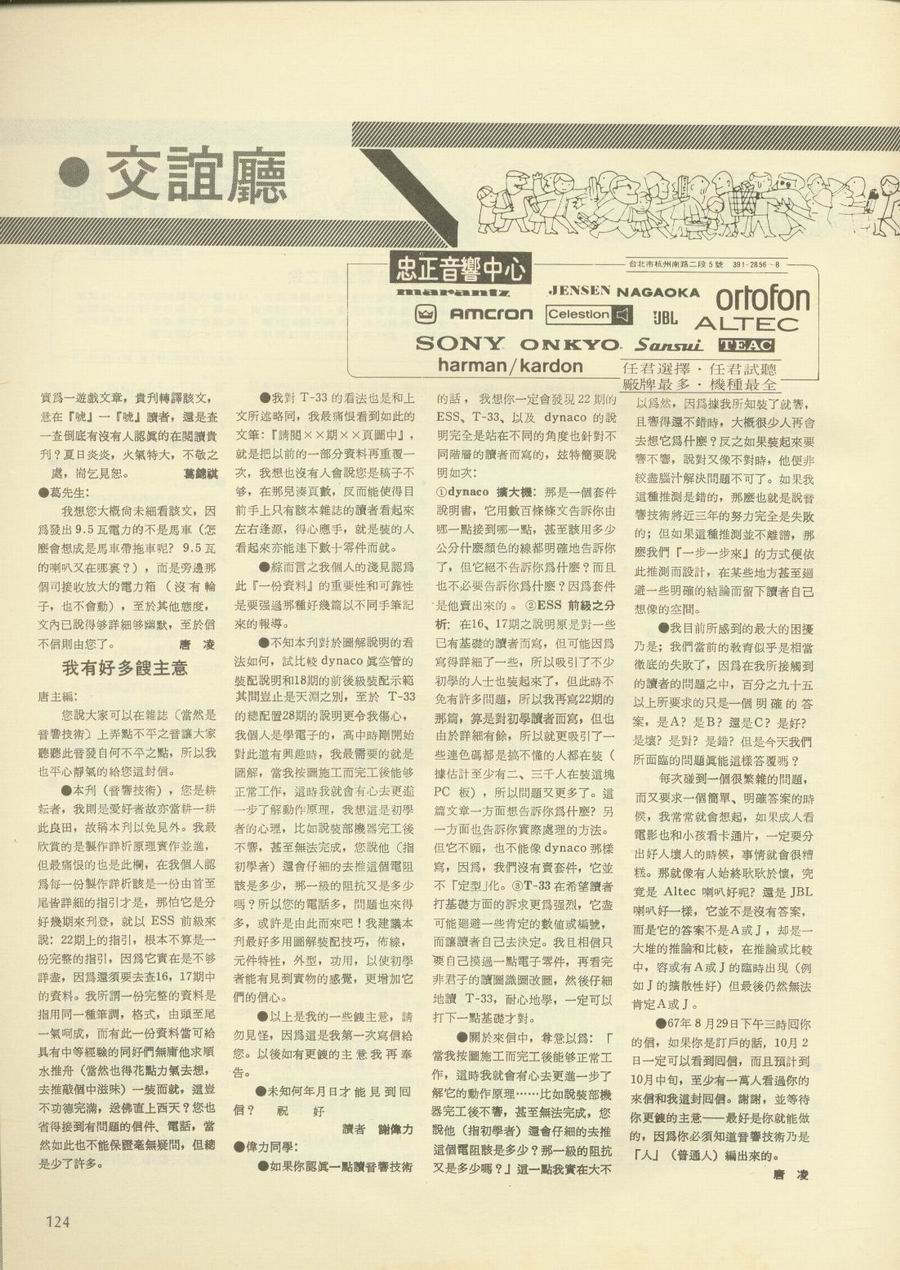 ●交誼廳
忠正音響中心
台北市杭州南路二段5號 391-2856~8
marantz JENSEN NAGAOKA ortofon
AMCRON Celestion JBL ALTEC
SONY ONKYO Sansui TEAC
harman/kardon
任君選擇・任君試聽
廠牌最多・機種最全
實爲一遊戲文章，貴刋轉譯該文，
意在『唬』一『唬』讀者，還是查
一查倒底有沒有人認眞的在閱讀貴
刋？夏日炎炎，火氣特大，不敬之
處，尙乞見恕。 葛錦祺
●葛先生：
我想您大概尙未細看該文，因
爲發出9.5瓦電力的不是馬車（怎
麼會想成是馬車帶拖車呢？9.5瓦
的喇叭又在哪裏？），而是旁邊那
個可接收放大的電力箱（沒有輪
子，也不會動），至於其他態度，
文內已說得够詳細够幽默，至於信
不信則由您了。 唐 凌
我有好多餿主意
唐主編：
您說大家可以在雜誌（當然是
音響技術）上弄點不平之音讓大家
聽聽此音發自何不平之點，所以我
也平心靜氣的給您這封信。
●本刋（音響技術），您是耕
耘者，我則是愛好者故亦當耕一耕
此良田，故稱本刋以免見外。我最
欣賞的是製作詳析原理實作並進，
但最痛恨的也是此欄，在我個人認
爲每一份製作詳析該是一份由首至
尾皆詳細的指引才是，那怕它是分
好幾期來刋登，就以 ESS 前級來
說：22期上的指引，根本不算是一
份完整的指引，因爲它實在是不够
詳盡，因爲還須要去查16，17期中
的資料。我所謂一份完整的資料是
指用同一種筆調，格式，由頭至尾
一氣呵成，而有此一份資料當可給
具有中等經驗的同好們無庸他求順
水推舟（當然也得花點力氣去想，
去推敲個中滋味）一裝而就，這豈
不功德完滿，送佛直上西天？您也
省得接到有問題的信件、電話，當
然如此也不能保證毫無疑問，但總
是少了許多。
●我對 T-33 的看法也是和上
文所述略同，我最痛恨看到如此的
文筆：『請閱××期××頁圖中』，
就是把以前的一部分資料再重覆一
次，我想也沒有人會說您是稿子不
够，在那兒湊頁數，反而能使得目
前手上只有該本雜誌的讀者看起來
左右逢源，得心應手，就是裝的人
看起來亦能連下數十零件而就。
●綜而言之我個人的淺見認爲
此『一份資料』的重要性和可靠性
是要强過那種好幾篇以不同手筆記
來的報導。
●不知本刋對於圖解說明的看
法如何，試比較 dynaco 眞空管的
裝配說明和18期的前後級裝配示範
其間豈止是天淵之別，至於 T-33
的總配置28期的說明更令我傷心，
我個人是學電子的，高中時剛開始
對此道有興趣時，我最需要的就是
圖解，當我按圖施工而完工後能够
正常工作，這時我就會有心去更進
一步了解動作原理，我想這是初學
者的心理，比如說裝部機器完工後
不響，甚至無法完成，您說他（指
初學者）還會仔細的去推這個電阻
該是多少，那一級的阻抗又是多少
嗎？所以您的電話多，問題也來得
多，或許是由此而來吧！我建議本
刋最好多用圖解裝配技巧，佈線，
元件特性，外型，功用，以使初學
者能有見到實物的感覺，更增加它
們的信心。
●以上是我的一些餿主意，請
勿見怪，因爲這是我第一次寫信給
您。以後如有更餿的主意我再奉
告。
●未知何年月日才能見到囘
信？ 祝 好
讀者 謝偉力
●偉力同學：
●如果你認眞一點讀音響技術
的話，我想你一定會發現22期的
ESS、T-33、以及 dynaco 的說
明完全是站在不同的角度也針對不
同階層的讀者而寫的，玆特簡要說
明如次：
①dynaco 擴大機：那是一個套件
說明書，它用數百條條文告訴你由
哪一點接到哪一點，甚至該用多少
公分什麼顏色的線都明確地告訴你
了，但它絕不告訴你爲什麼？而且
也不必要告訴你爲什麼？因爲套件
是他賣出來的。②ESS 前級之分
析：在16、17期之說明原是對一些
已有基礎的讀者而寫，但可能因爲
寫得詳細了一些，所以吸引了不少
初學的人士也裝起來了，但此時不
免有許多問題，所以我再寫22期的
那篇，算是對初學讀者而寫，但也
由於詳細有餘，所以就更吸引了一
些連色碼都是搞不懂的人都在裝（
據估計至少有二、三千人在裝這塊
PC 板），所以問題又更多了。這
篇文章一方面想告訴你爲什麼？另
一方面也告訴你實際處理的方法。
但它不願，也不能像 dynaco 那樣
寫，因爲，我們沒有賣套件，它並
不「定型」化。③T-33在希望讀者
打基礎方面的訴求更爲强烈，它盡
可能廻避一些肯定的數值或編號，
而讓讀者自己去決定。我且相信只
要自己摸過一點電子零件，再看完
非君子的讀圖識圖改圖，然後仔細
地讀 T-33，耐心地學，一定可以
打下一點基礎才對。
●關於來信中，尊意以爲：「
當我按圖施工而完工後能够正常工
作，這時我就會有心去更進一步了
解它的動作原理……比如說裝部機
器完工後不響，甚至無法完成，您
說他（指初學者）還會仔細的去推
這個電阻該是多少？那一級的阻抗
又是多少嗎？」這一點我實在大不
以爲然，因爲據我所知裝了就響，
且響得還不錯時，大概很少人再會
去想它爲什麼？反之如果裝起來要
響不響，說對又像不對時，他便非
絞盡腦汁解決問題不可了。如果我
這種推測是錯的，那麼也就是說音
響技術將近三年的努力完全是失敗
的；但如果這種推測並不離譜，那
麼我們『一步一步來』的方式便依
此推測而設計，在某些地方甚至廻
避一些明確的結論而留下讀者自己
想像的空間。
●我目前所感到的最大的困擾
乃是；我們當前的敎育似乎是相當
徹底的失敗了，因爲在我所接觸到
的讀者的問題之中，百分之九十五
以上所要求的只是一個明確的答
案，是A？是B？還是C？是好？
是壞？是對？是錯？但是今天我們
所面臨的問題眞能這樣答覆嗎？
每次碰到一個很繁雜的問題，
而又要求一個簡單、明確答案的時
候，我常常就會想起，如果成人看
電影也和小孩看卡通片，一定要分
出好人壞人的時候，事情就會很糟
糕。那就像有人始終耿耿於懷，究
竟是 Altec 喇叭好呢？還是 JBL
喇叭好一樣，它並不是沒有答案，
而是它的答案不是A或J，却是一
大堆的推論和比較，在推論或比較
中，容或有A或J的臨時出現（例
如J的擴散性好）但最後仍然無法
肯定A或J。
●67年8月29日下午三時囘你
的信，如果你是訂戶的話，10月2
日一定可以看到囘信，而且預計到
10月中旬，至少有一萬人看過你的
來信和我這封囘信。謝謝，並等待
你更餿的主意——最好是你就能做
的，因爲你必須知道音響技術乃是
「人」（普通人）編出來的。
唐 凌
124